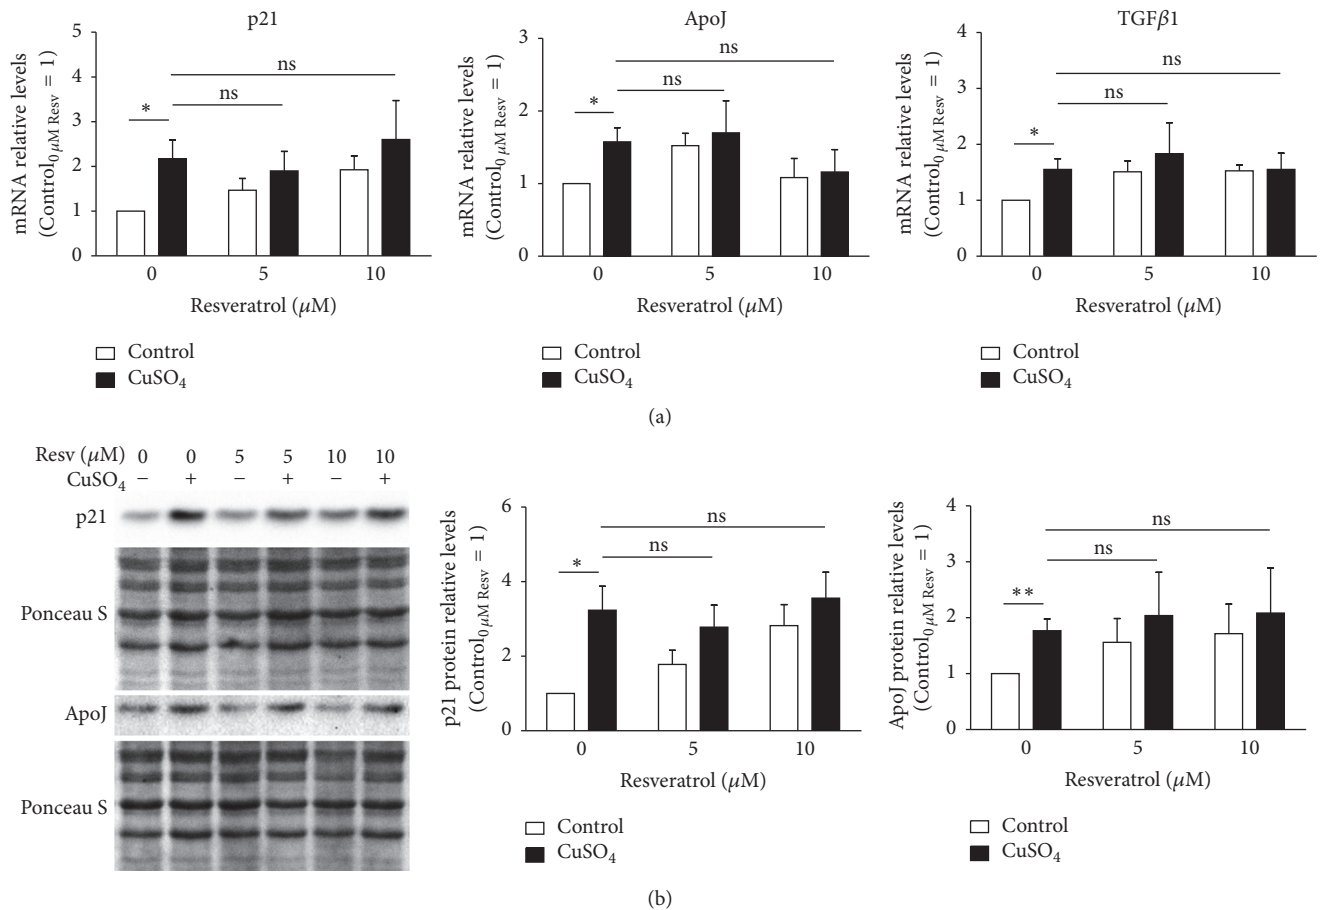 p21
mRNA relative levels
(Control0 μM Resv = 1)
5
4
3
2
1
0
*
ns
ns
0 5 10
Resveratrol (μM)
Control
CuSO4
ApoJ
mRNA relative levels
(Control0 μM Resv = 1)
3
2
1
0
*
ns
ns
0 5 10
Resveratrol (μM)
Control
CuSO4
TGFβ1
mRNA relative levels
(Control0 μM Resv = 1)
4
3
2
1
0
*
ns
ns
0 5 10
Resveratrol (μM)
Control
CuSO4
(a)
Resv (μM) 0 0 5 5 10 10
CuSO4 − + − + − +
p21
Ponceau S
ApoJ
Ponceau S
p21 protein relative levels
(Control0 μM Resv = 1)
6
4
2
0
*
ns
ns
0 5 10
Resveratrol (μM)
Control
CuSO4
ApoJ protein relative levels
(Control0 μM Resv = 1)
4
3
2
1
0
**
ns
ns
0 5 10
Resveratrol (μM)
Control
CuSO4
(b)